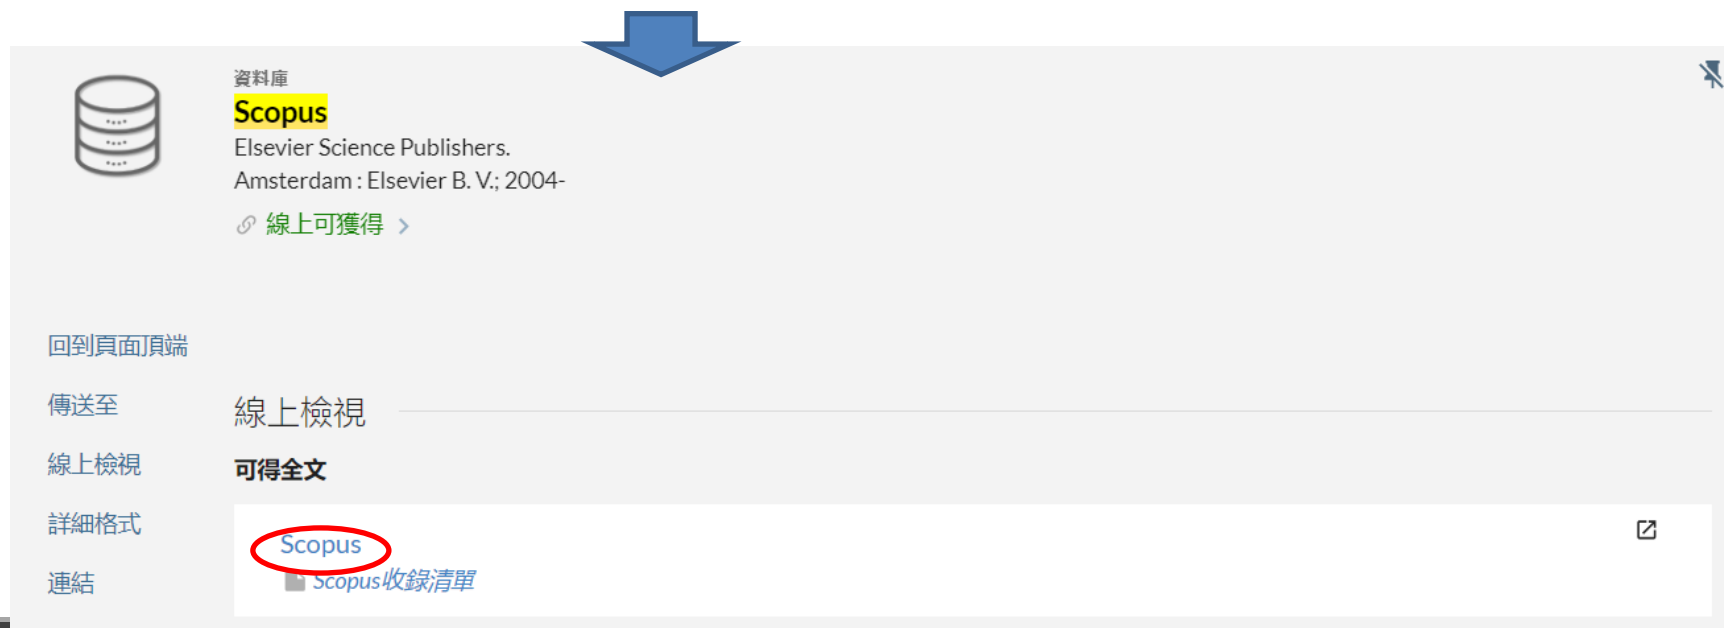 資料庫
Scopus
Elsevier Science Publishers.
Amsterdam : Elsevier B. V.; 2004-
線上可獲得
回到頁面頂端
傳送至
線上檢視
詳細格式
連結
線上檢視
可得全文
Scopus
Scopus收錄清單